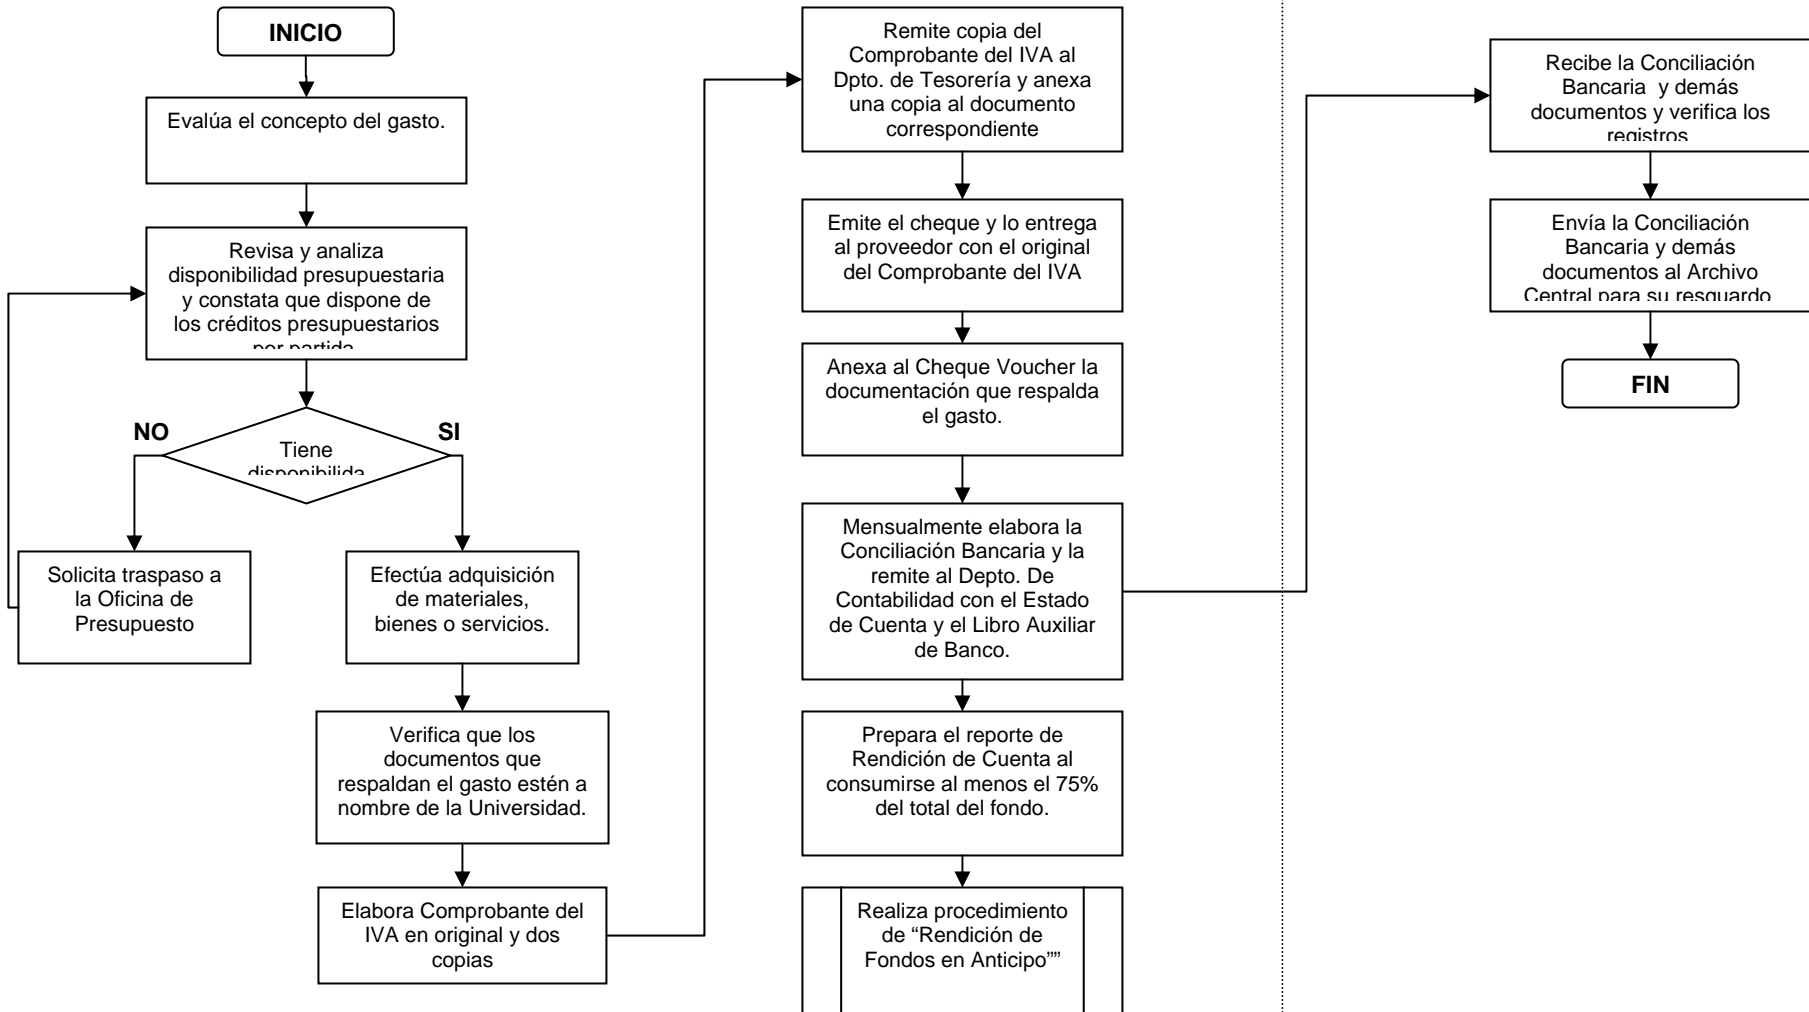 INICIO
Evalúa el concepto del gasto.
Revisa y analiza
disponibilidad presupuestaria
y constata que dispone de
los créditos presupuestarios
por partida
NO
SI
Tiene
disponibilida
Solicita traspaso a
la Oficina de
Presupuesto
Efectúa adquisición
de materiales,
bienes o servicios.
Verifica que los
documentos que
respaldan el gasto estén a
nombre de la Universidad.
Elabora Comprobante del
IVA en original y dos
copias
Remite copia del
Comprobante del IVA al
Dpto. de Tesorería y anexa
una copia al documento
correspondiente
Emite el cheque y lo entrega
al proveedor con el original
del Comprobante del IVA
Anexa al Cheque Voucher la
documentación que respalda
el gasto.
Mensualmente elabora la
Conciliación Bancaria y la
remite al Depto. De
Contabilidad con el Estado
de Cuenta y el Libro Auxiliar
de Banco.
Prepara el reporte de
Rendición de Cuenta al
consumirse al menos el 75%
del total del fondo.
Realiza procedimiento
de “Rendición de
Fondos en Anticipo””
Recibe la Conciliación
Bancaria  y demás
documentos y verifica los
registros
Envía la Conciliación
Bancaria y demás
documentos al Archivo
Central para su resguardo
FIN